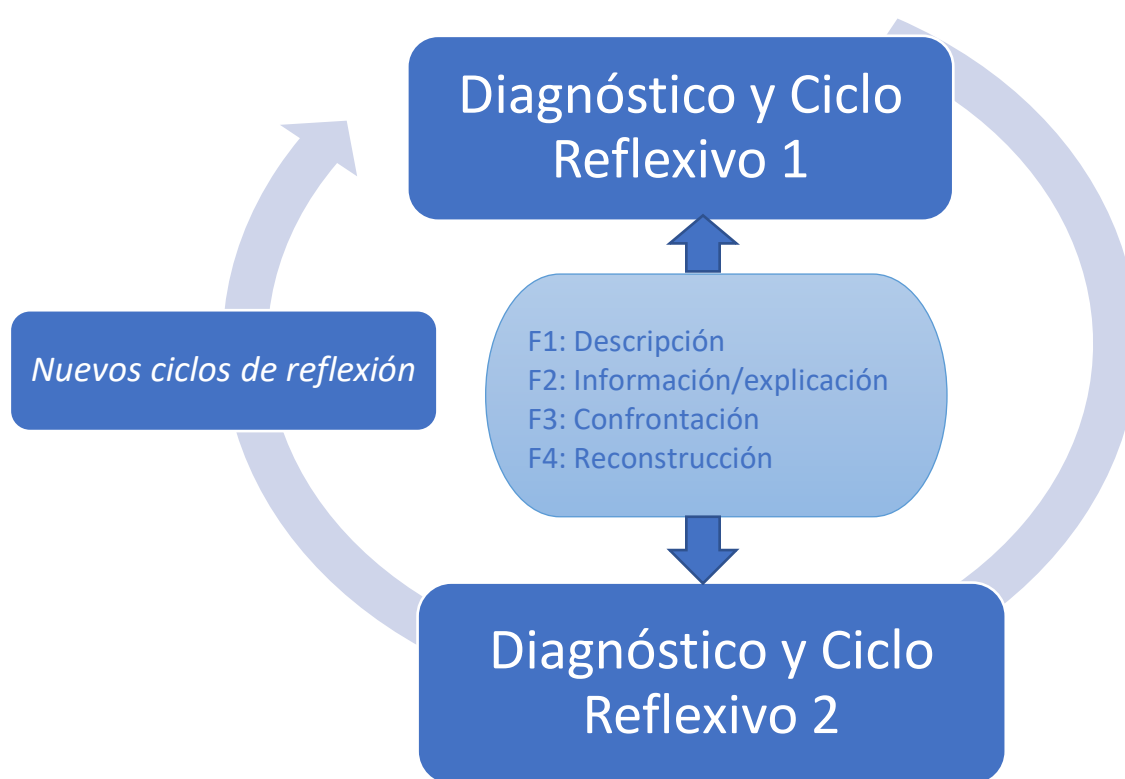 Diagnóstico y Ciclo
Reflexivo 1
F1: Descripción
F2: Información/explicación
F3: Confrontación
F4: Reconstrucción
Nuevos ciclos de reflexión
Diagnóstico y Ciclo
Reflexivo 2